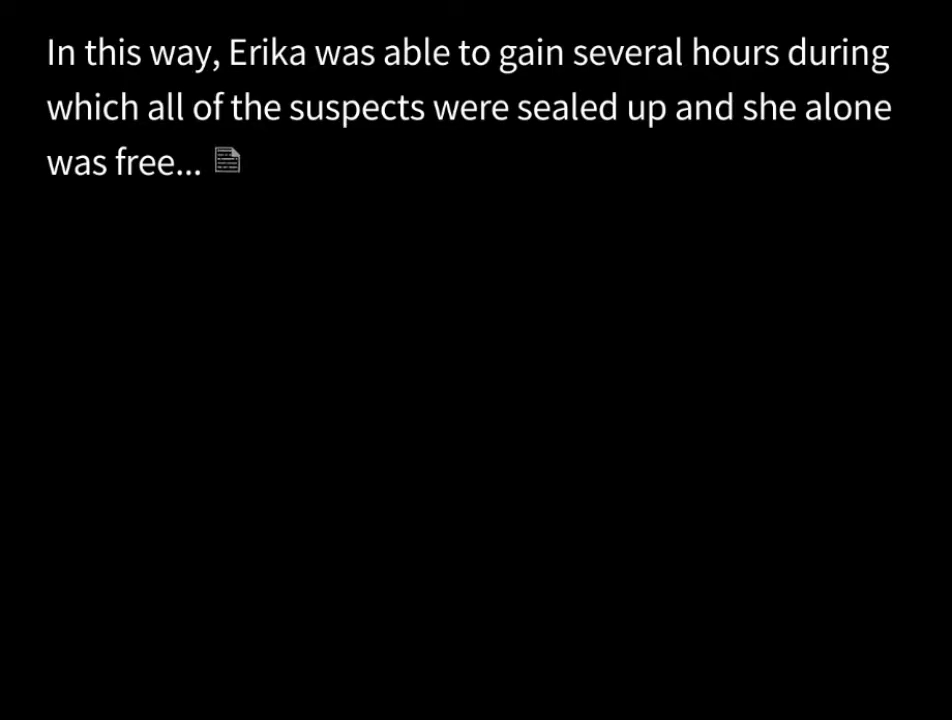 In this way, Erika was able to gain several hours during
which all of the suspects were sealed up and she alone
was free...